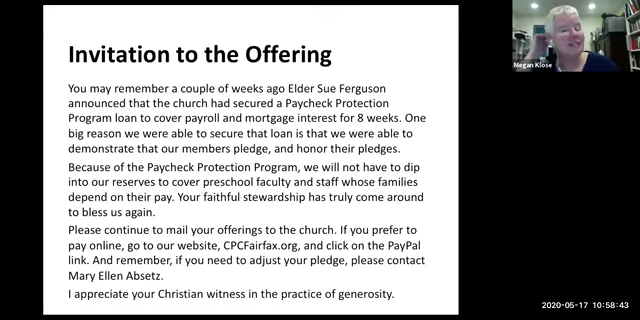 Invitation to the Offering
You may remember a couple of weeks ago Elder Sue Ferguson
announced that the church had secured a Paycheck Protection
Program loan to cover payroll and mortgage interest for 8 weeks. One
big reason we were able to secure that loan is that we were able to
demonstrate that our members pledge, and honor their pledges.
Because of the Paycheck Protection Program, we will not have to dip
into our reserves to cover preschool faculty and staff whose families
depend on their pay. Your faithful stewardship has truly come around
to bless us again.
Please continue to mail your offerings to the church. If you prefer to
pay online, go to our website, CPCFairfax.org, and click on the PayPal
link. And remember, if you need to adjust your pledge, please contact
Mary Ellen Absetz.
I appreciate your Christian witness in the practice of generosity.
Megan Klose
2020-05-17 10:58:43